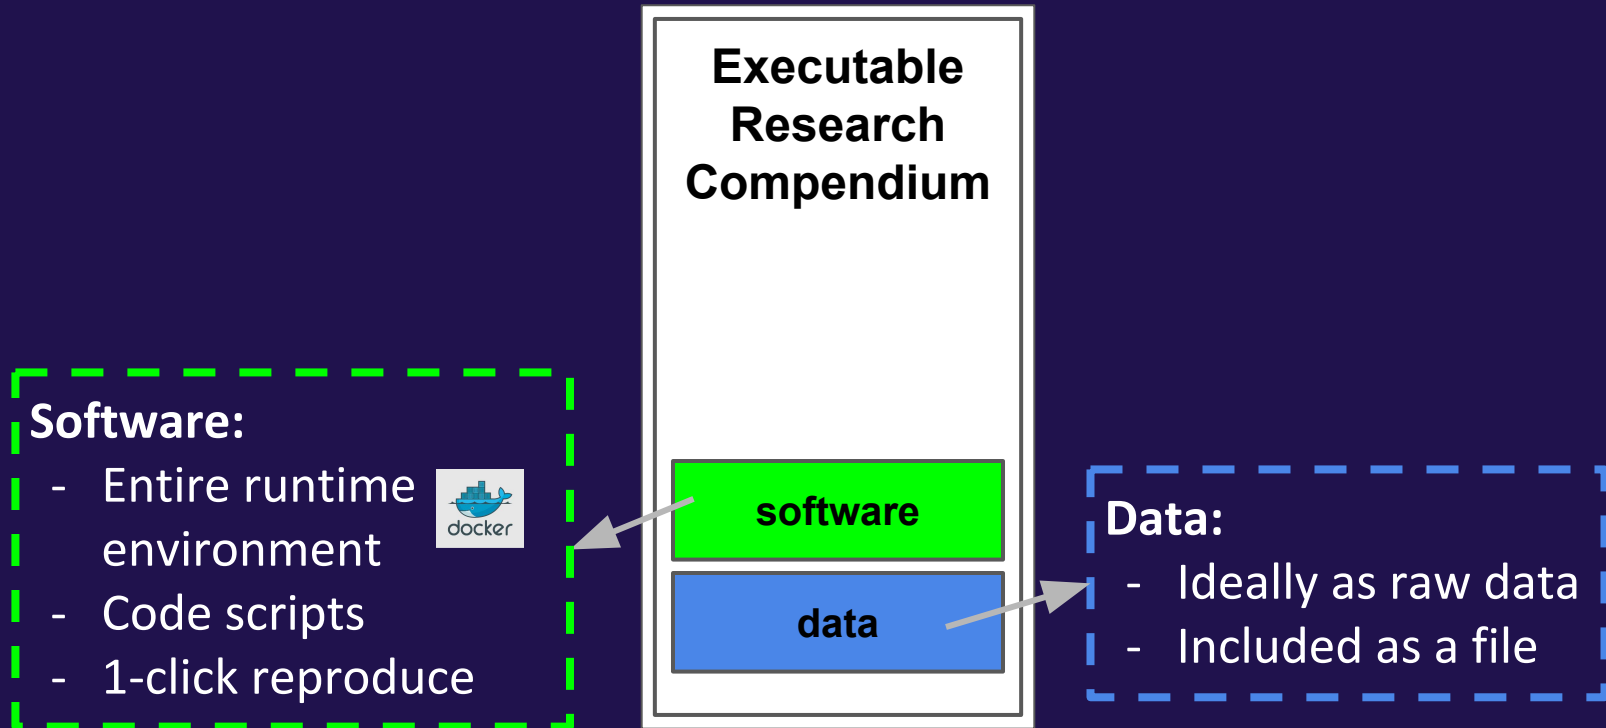 Executable
Research
Compendium
Software:
- Entire runtime
environment
- Code scripts
- 1-click reproduce
docker
software
data
Data:
- Ideally as raw data
- Included as a file